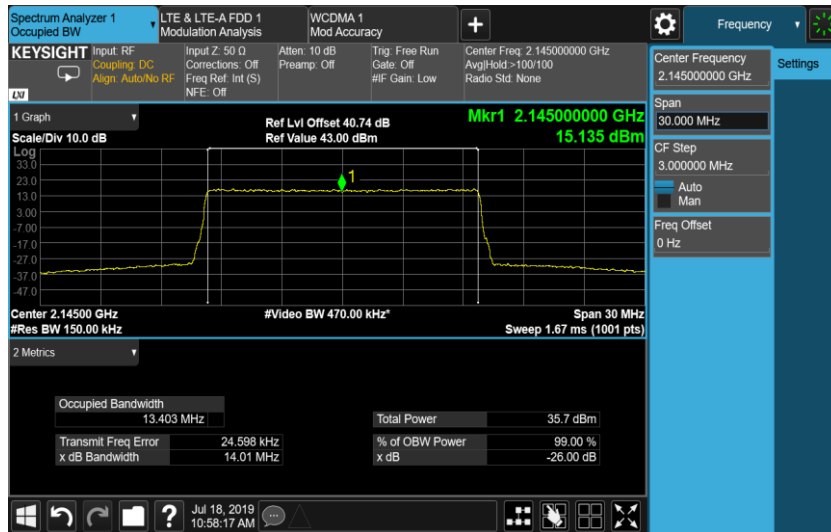 Spectrum Analyzer 1
Occupied BW
LTE & LTE-A FDD 1
Modulation Analysis
WCDMA 1
Mod Accuracy
+
Frequency
KEYSIGHT
LXI
Input: RF
Coupling: DC
Align: Auto/No RF
Input Z: 50 Ω
Corrections: Off
Freq Ref: Int (S)
NFE: Off
Atten: 10 dB
Preamp: Off
Trig: Free Run
Gate: Off
#IF Gain: Low
Center Freq: 2.145000000 GHz
Avg|Hold:>100/100
Radio Std: None
Center Frequency
2.145000000 GHz
Settings
Span
30.000 MHz
CF Step
3.000000 MHz
Auto
Man
Freq Offset
0 Hz
1 Graph
Scale/Div 10.0 dB
Ref Lvl Offset 40.74 dB
Ref Value 43.00 dBm
Mkr1 2.145000000 GHz
15.135 dBm
Log
33.0
23.0
13.0
3.00
-7.00
-17.0
-27.0
-37.0
-47.0
1
Center 2.14500 GHz
#Video BW 470.00 kHz*
Span 30 MHz
#Res BW 150.00 kHz
Sweep 1.67 ms (1001 pts)
2 Metrics
Occupied Bandwidth
13.403 MHz
Total Power 35.7 dBm
Transmit Freq Error 24.598 kHz
% of OBW Power 99.00 %
x dB Bandwidth 14.01 MHz
x dB -26.00 dB
?
Jul 18, 2019
10:58:17 AM